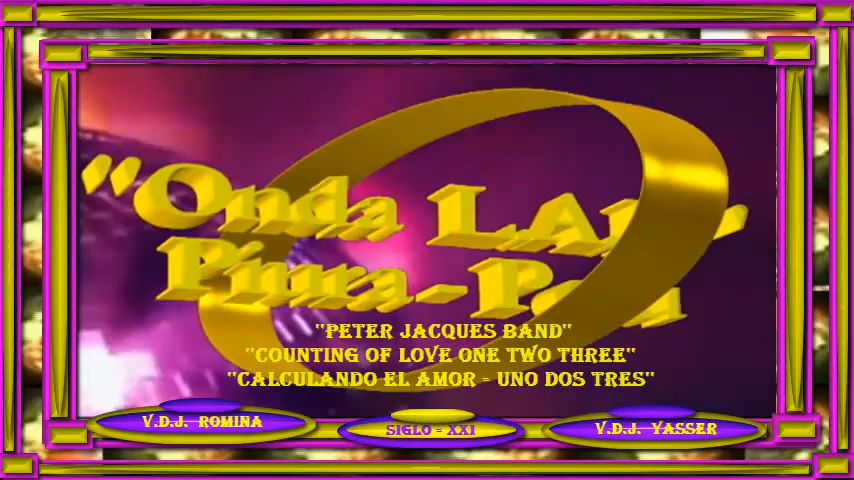 "Onda
Piura-
"PETER JACQUES BAND"
"COUNTING OF LOVE ONE TWO THREE"
"CALCULANDO EL AMOR - UNO DOS TRES"
V.D.J. ROMINA
SIGLO - XXI
V.D.J. YASSER